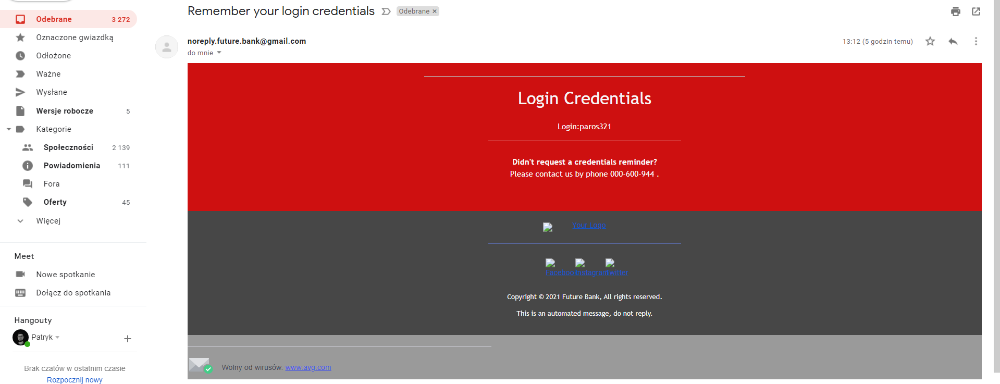 Remember your login credentials
Odebrane ×
Odebrane 3 272
Oznaczone gwiazdką
Odłożone
Ważne
Wysłane
Wersje robocze 5
Kategorie
Społeczności 2 139
Powiadomienia 111
Fora
Oferty 45
Więcej
Meet
Nowe spotkanie
Dołącz do spotkania
Hangouty
Patryk
Brak czatów w ostatnim czasie
Rozpocznij nowy
noreply.future.bank@gmail.com
13:12 (5 godzin temu)
do mnie
Login Credentials
Login:paros321
Didn't request a credentials reminder?
Please contact us by phone 000-600-944 .
Your Logo
Facebook Instagram Twitter
Copyright © 2021 Future Bank, All rights reserved.
This is an automated message, do not reply.
Wolny od wirusów. www.avg.com